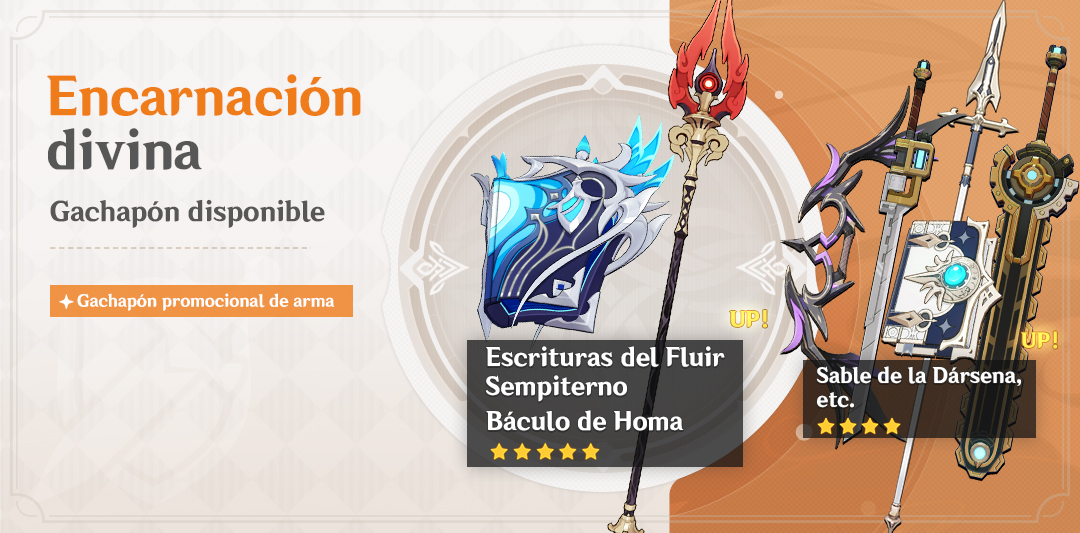 Encarnación
divina
Gachapón disponible
Gachapón promocional de arma
UP!
Escrituras del Fluir
Sempiterno
Báculo de Homa
UP!
Sable de la Dársena,
etc.